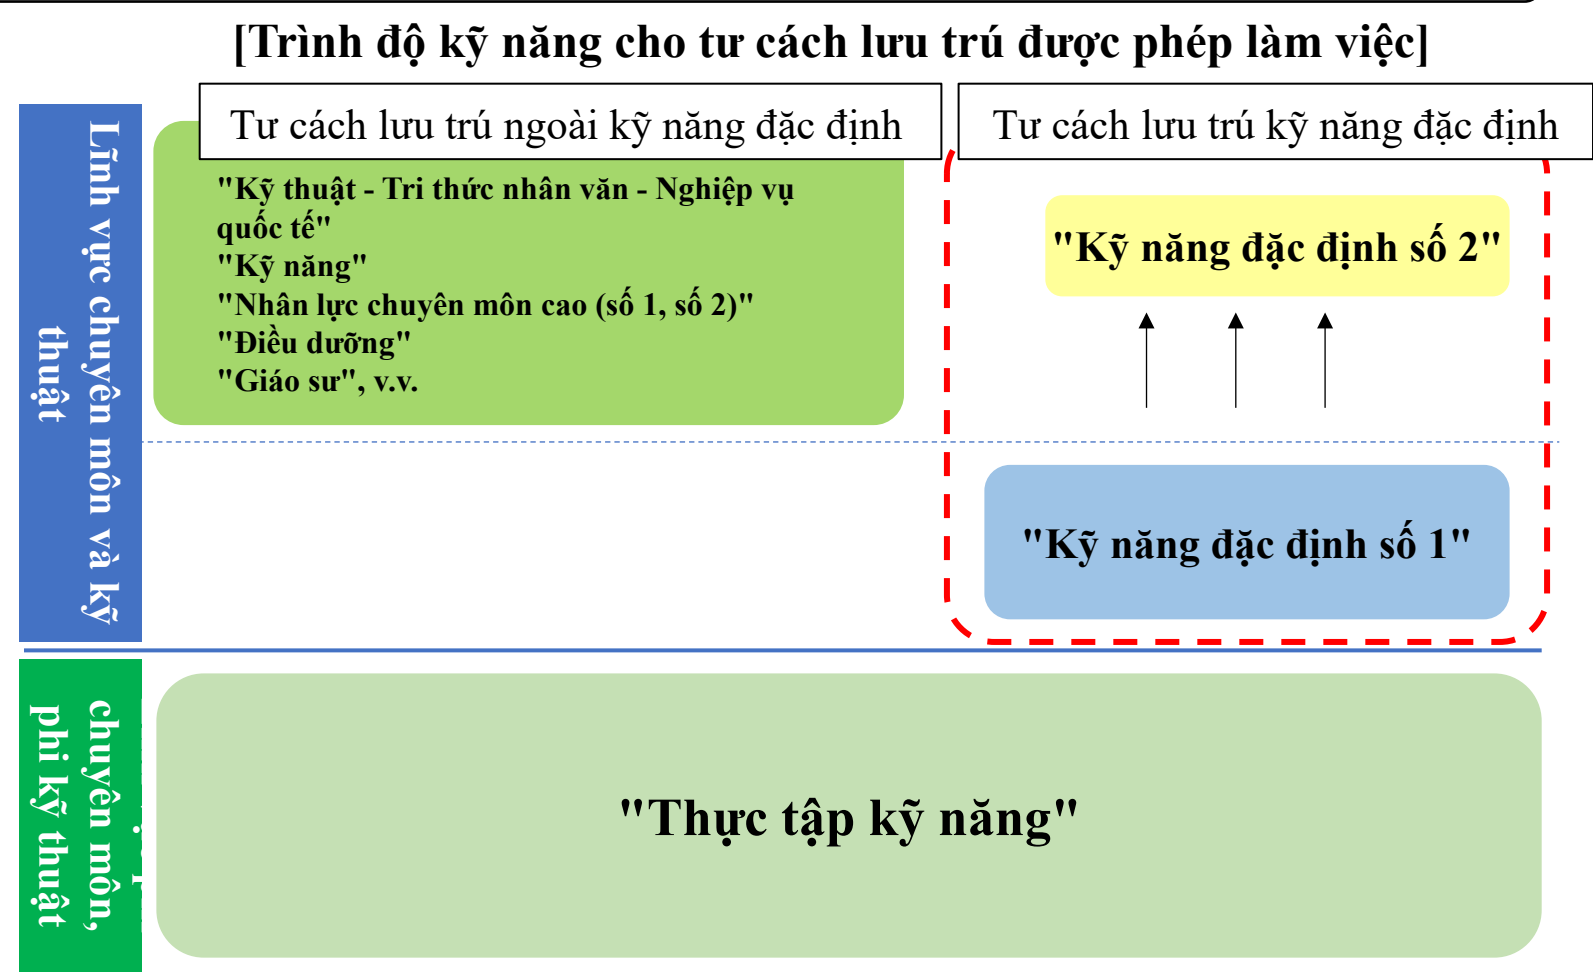 [Trình độ kỹ năng cho tư cách lưu trú được phép làm việc]
Tư cách lưu trú ngoài kỹ năng đặc định
Tư cách lưu trú kỹ năng đặc định
Lĩnh vực chuyên môn và kỹ
thuật
"Kỹ thuật - Tri thức nhân văn - Nghiệp vụ
quốc tế"
"Kỹ năng"
"Nhân lực chuyên môn cao (số 1, số 2)"
"Điều dưỡng"
"Giáo sư", v.v.
"Kỹ năng đặc định số 2"
"Kỹ năng đặc định số 1"
chuyên môn,
phi kỹ thuật
"Thực tập kỹ năng"